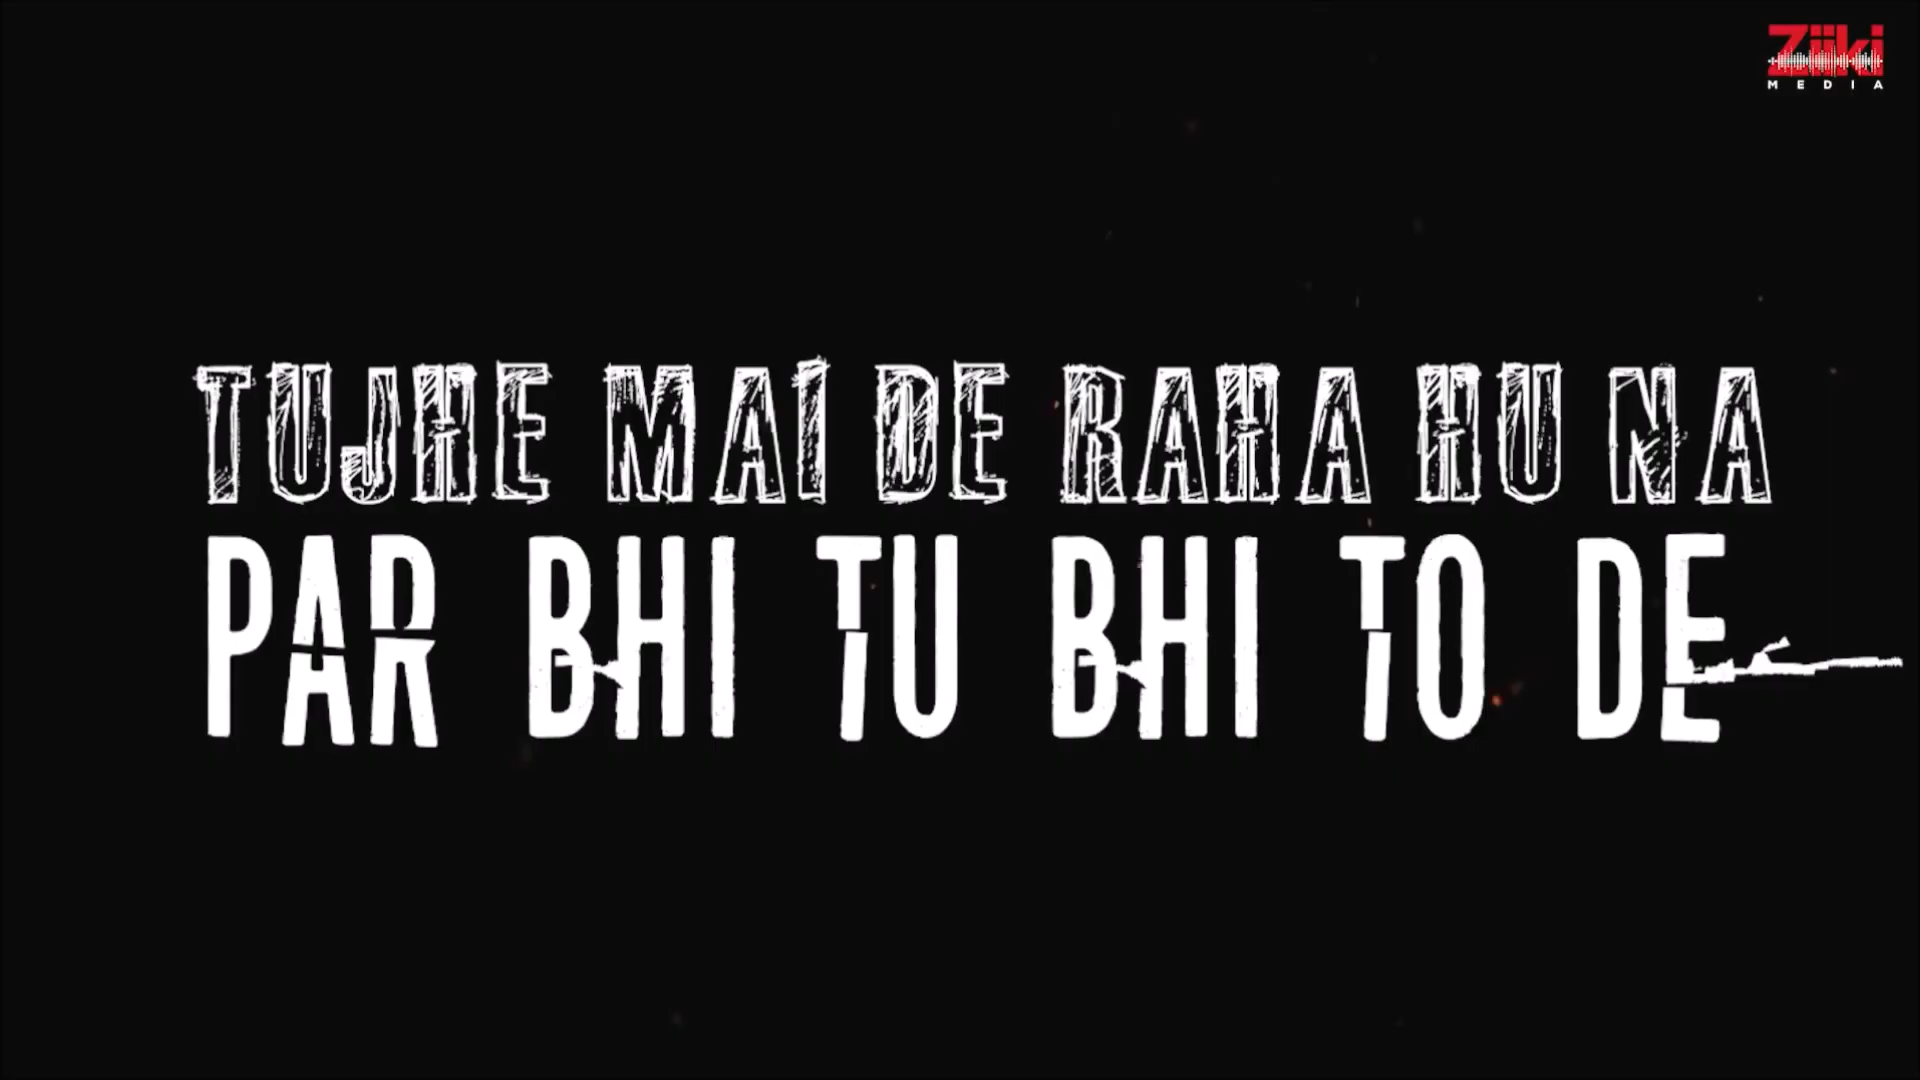 Ziiki
MEDIA
TUJHE MAI DE RAHA HU NA
PAR BHI TU BHI TO DE